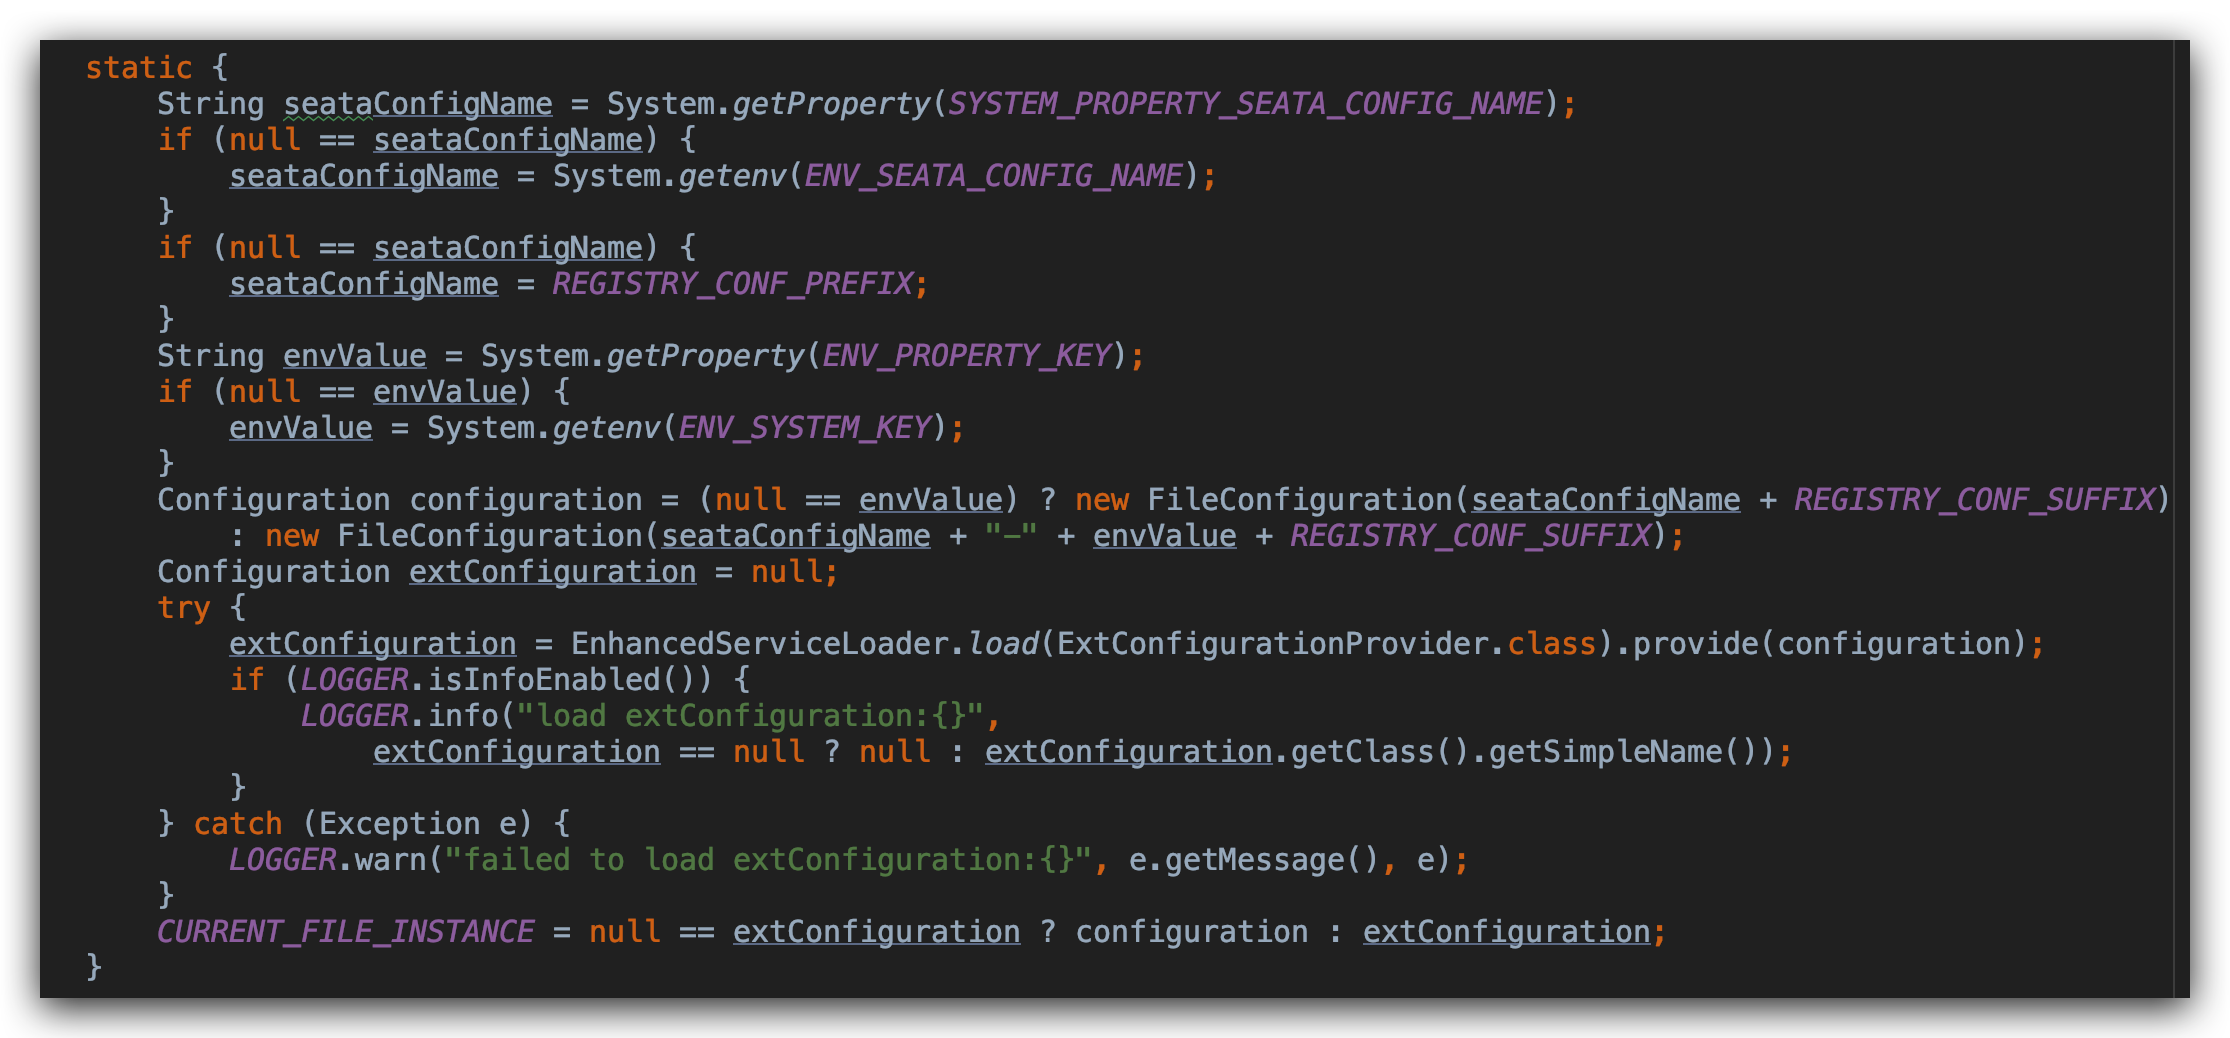 static {
    String seataConfigName = System.getProperty(SYSTEM_PROPERTY_SEATA_CONFIG_NAME);
    if (null == seataConfigName) {
        seataConfigName = System.getenv(ENV_SEATA_CONFIG_NAME);
    }
    if (null == seataConfigName) {
        seataConfigName = REGISTRY_CONF_PREFIX;
    }
    String envValue = System.getProperty(ENV_PROPERTY_KEY);
    if (null == envValue) {
        envValue = System.getenv(ENV_SYSTEM_KEY);
    }
    Configuration configuration = (null == envValue) ? new FileConfiguration(seataConfigName + REGISTRY_CONF_SUFFIX)
        : new FileConfiguration(seataConfigName + "-" + envValue + REGISTRY_CONF_SUFFIX);
    Configuration extConfiguration = null;
    try {
        extConfiguration = EnhancedServiceLoader.load(ExtConfigurationProvider.class).provide(configuration);
        if (LOGGER.isInfoEnabled()) {
            LOGGER.info("load extConfiguration:{}",
                extConfiguration == null ? null : extConfiguration.getClass().getSimpleName());
        }
    } catch (Exception e) {
        LOGGER.warn("failed to load extConfiguration:{}", e.getMessage(), e);
    }
    CURRENT_FILE_INSTANCE = null == extConfiguration ? configuration : extConfiguration;
}